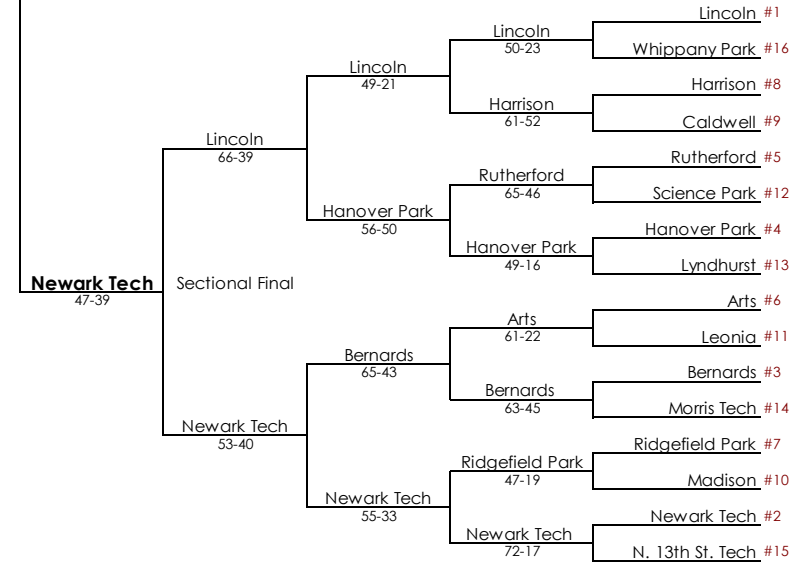 Lincoln #1
Lincoln
50-23
Whippany Park #16
Lincoln
49-21
Harrison #8
Harrison
61-52
Caldwell #9
Lincoln
66-39
Rutherford #5
Rutherford
65-46
Science Park #12
Hanover Park
56-50
Hanover Park #4
Hanover Park
49-16
Lyndhurst #13
Newark Tech Sectional Final
47-39
Arts #6
Arts
61-22
Leonia #11
Bernards
65-43
Bernards #3
Bernards
63-45
Morris Tech #14
Newark Tech
53-40
Ridgefield Park #7
Ridgefield Park
47-19
Madison #10
Newark Tech
55-33
Newark Tech #2
Newark Tech
72-17
N. 13th St. Tech #15